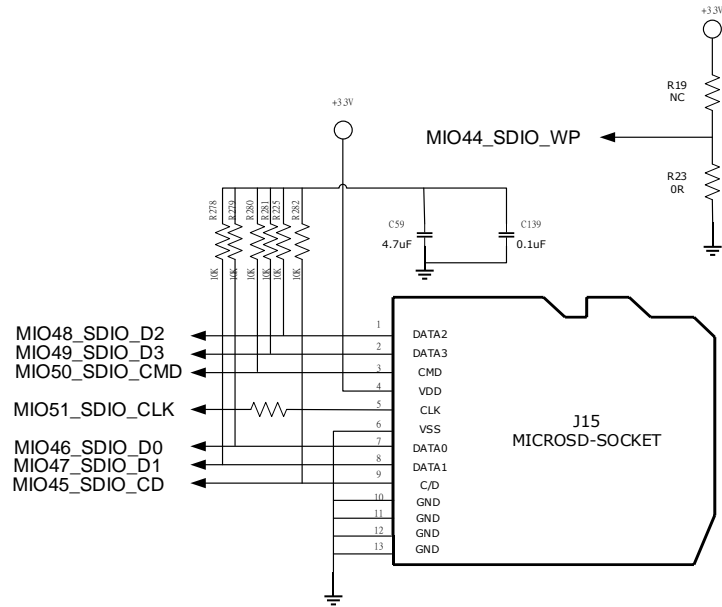 +3.3V
R19
NC
MIO44_SDIO_WP
R23
0R
+3.3V
R278
R279
R280
R281
R225
R282
10K
10K
10K
10K
10K
10K
C59
4.7uF
C139
0.1uF
MIO48_SDIO_D2
MIO49_SDIO_D3
MIO50_SDIO_CMD
MIO51_SDIO_CLK
MIO46_SDIO_D0
MIO47_SDIO_D1
MIO45_SDIO_CD
1 DATA2
2 DATA3
3 CMD
4 VDD
5 CLK
6 VSS
7 DATA0
8 DATA1
9 C/D
10 GND
11 GND
12 GND
13 GND
J15
MICROSD-SOCKET